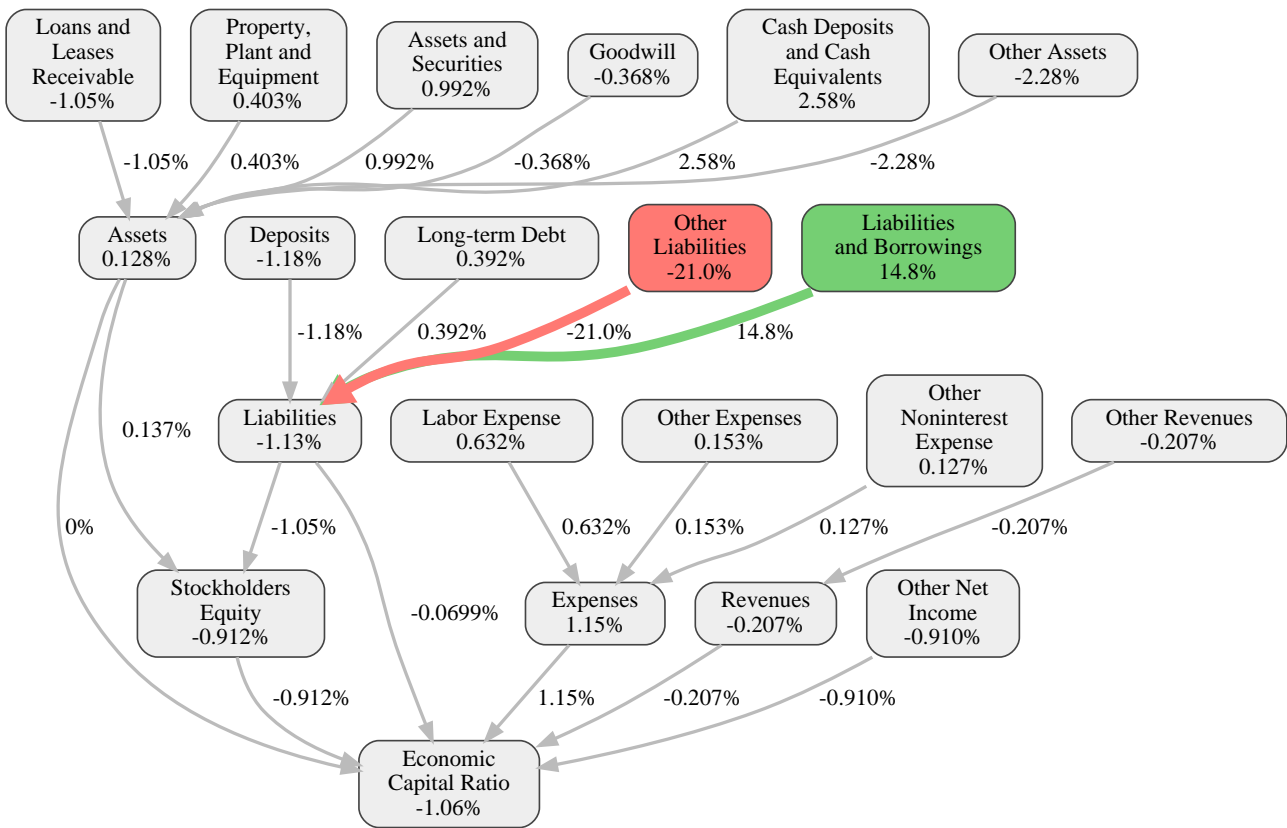 Loans and
Leases
Receivable
-1.05%
Property,
Plant and
Equipment
0.403%
Assets and
Securities
0.992%
Goodwill
-0.368%
Cash Deposits
and Cash
Equivalents
2.58%
Other Assets
-2.28%
-1.05%
0.403%
0.992%
-0.368%
2.58%
-2.28%
Assets
0.128%
Deposits
-1.18%
Long-term Debt
0.392%
Other
Liabilities
-21.0%
Liabilities
and Borrowings
14.8%
-1.18%
0.392%
-21.0%
14.8%
Liabilities
-1.13%
Labor Expense
0.632%
Other Expenses
0.153%
Other
Noninterest
Expense
0.127%
Other Revenues
-0.207%
0.137%
0%
-1.05%
0.632%
0.153%
0.127%
-0.207%
Stockholders
Equity
-0.912%
-0.0699%
Expenses
1.15%
Revenues
-0.207%
Other Net
Income
-0.910%
-0.912%
1.15%
-0.207%
-0.910%
Economic
Capital Ratio
-1.06%